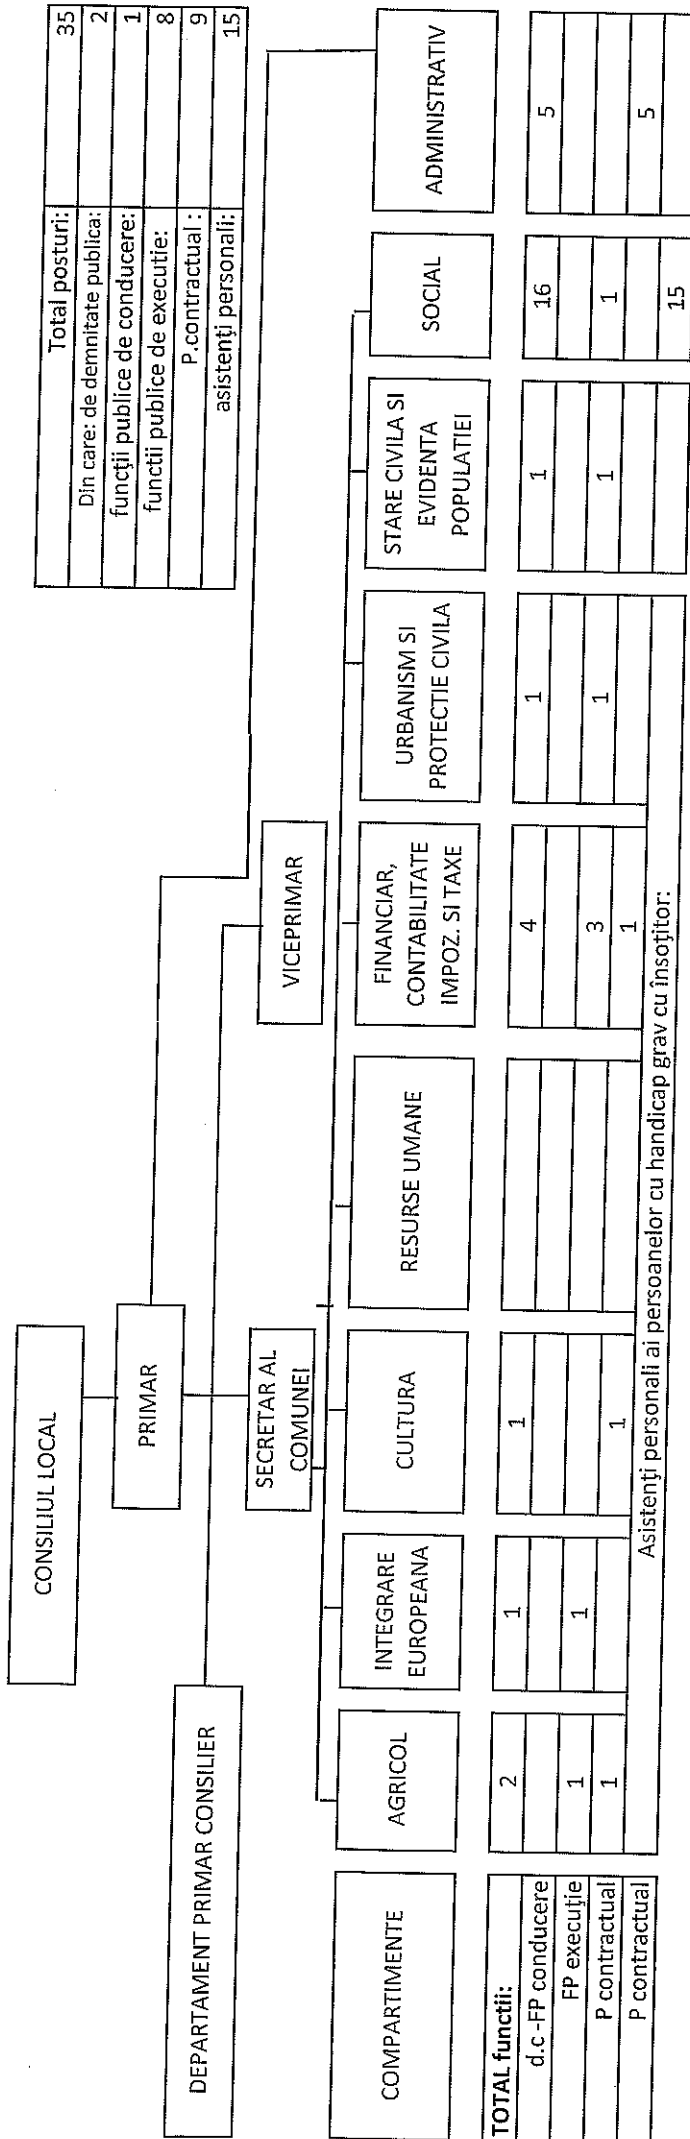 CONSILIUL LOCAL
Total posturi: 35
Din care: de demnitate publica: 2
funcții publice de conducere: 1
functii publice de executie: 8
P.contractual : 9
asistenți personali: 15
PRIMAR
DEPARTAMENT PRIMAR CONSILIER
SECRETAR AL
COMUNEI
VICEPRIMAR
COMPARTIMENTE
AGRICOL
INTEGRARE
EUROPEANA
CULTURA
RESURSE UMANE
FINANCIAR,
CONTABILITATE
IMPOZ. SI TAXE
URBANISM SI
PROTECTIE CIVILA
STARE CIVILA SI
EVIDENTA
POPULATIEI
SOCIAL
ADMINISTRATIV
TOTAL functii: 2 1 1 4 1 1 16 5
d.c -FP conducere
FP execuție 1 1 3 1 1 1
P contractual 1 1 1 5
P contractual
Asistenți personali ai persoanelor cu handicap grav cu însoțitor: 15